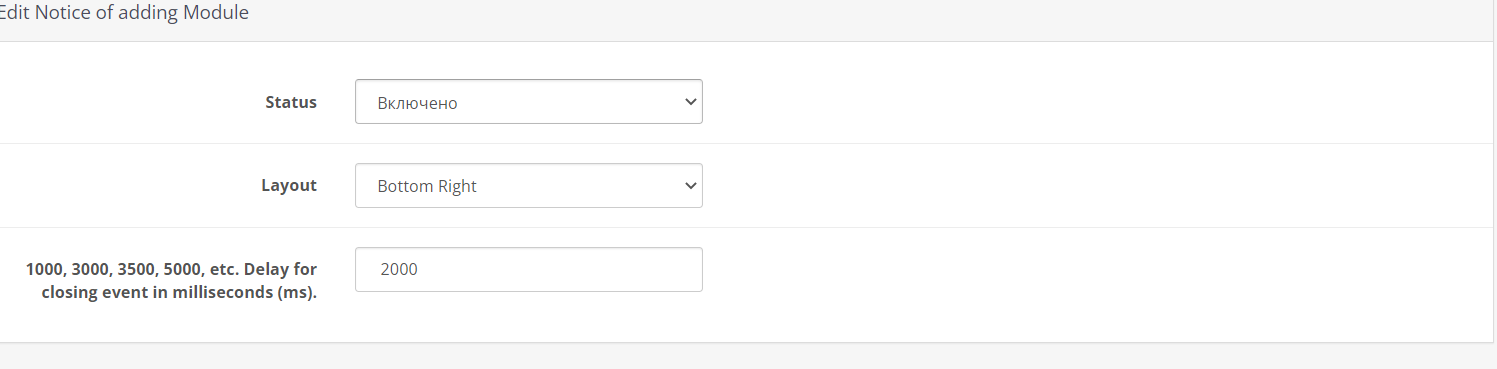 Edit Notice of adding Module
Status
Включено
Layout
Bottom Right
1000, 3000, 3500, 5000, etc. Delay for
closing event in milliseconds (ms).
2000